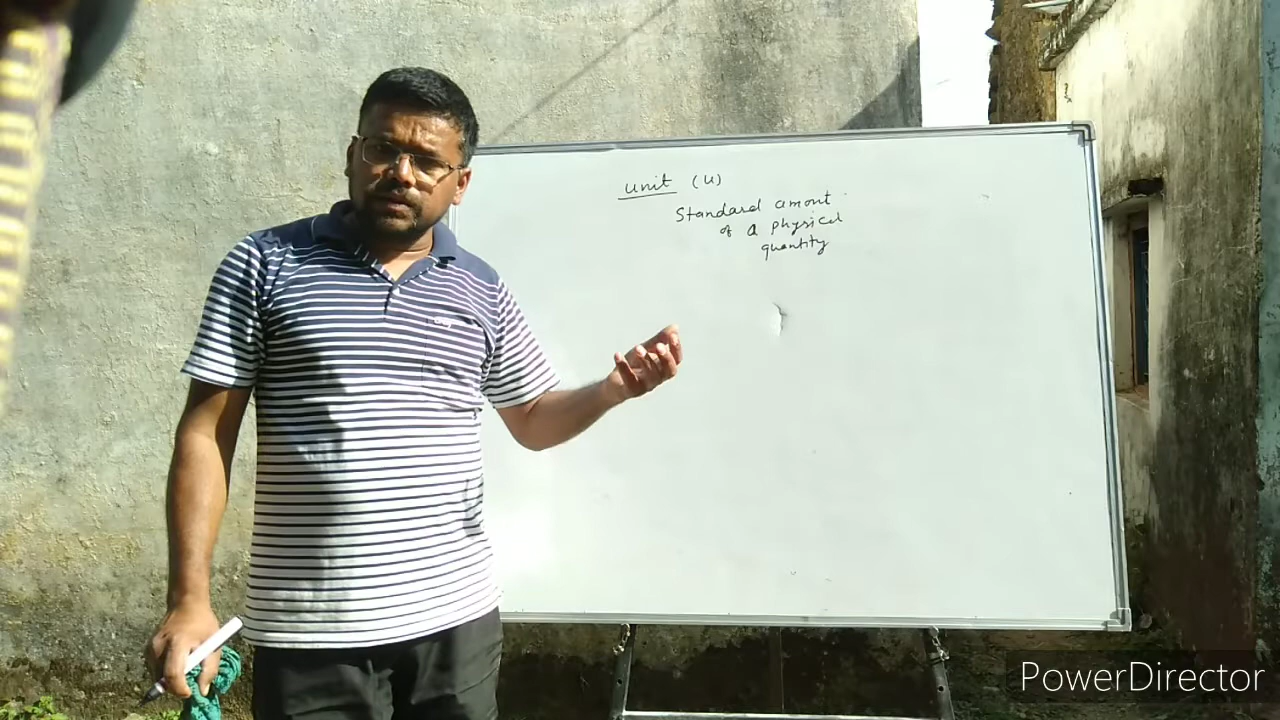 unit (u)
Standard amont
of a physical
quantity
PowerDirector